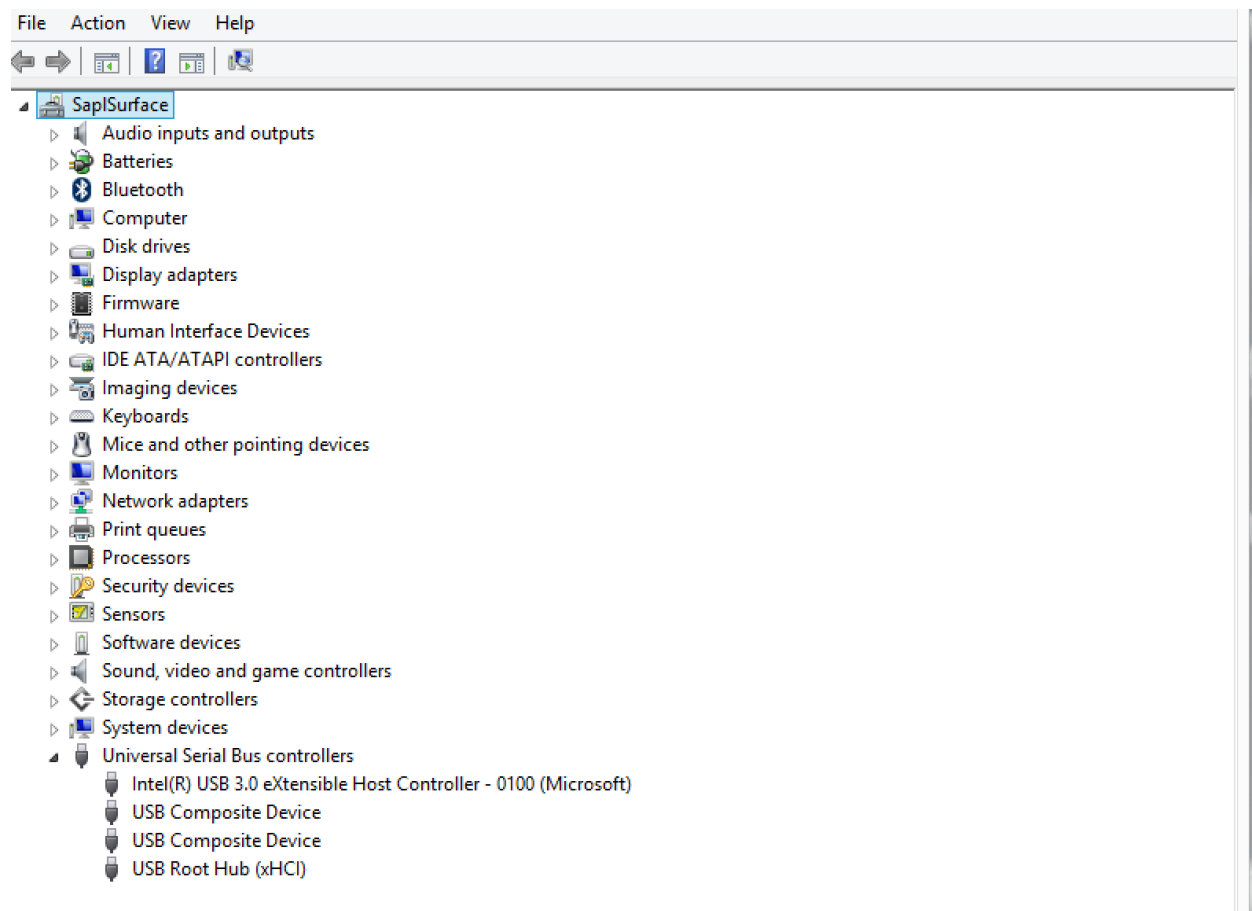 File Action View Help
SaplSurface
Audio inputs and outputs
Batteries
Bluetooth
Computer
Disk drives
Display adapters
Firmware
Human Interface Devices
IDE ATA/ATAPI controllers
Imaging devices
Keyboards
Mice and other pointing devices
Monitors
Network adapters
Print queues
Processors
Security devices
Sensors
Software devices
Sound, video and game controllers
Storage controllers
System devices
Universal Serial Bus controllers
Intel(R) USB 3.0 eXtensible Host Controller - 0100 (Microsoft)
USB Composite Device
USB Composite Device
USB Root Hub (xHCI)